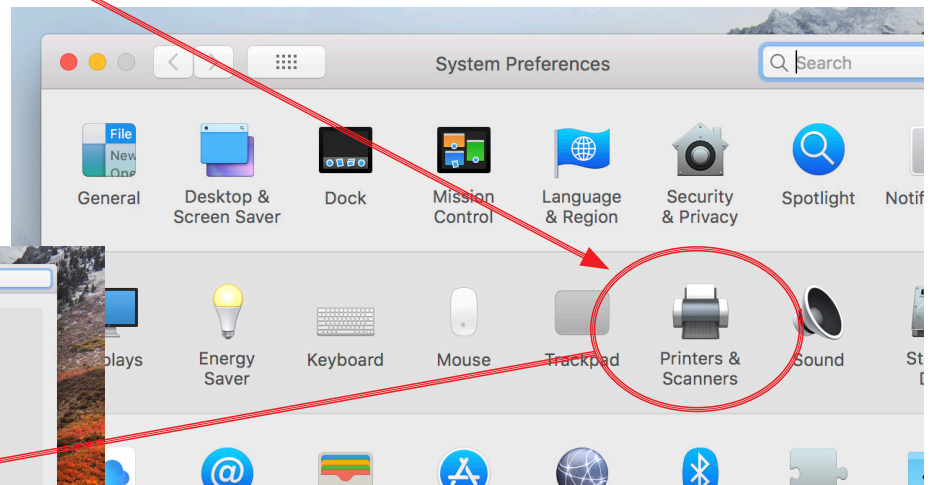 System Preferences
Search
File
New
One
General
Desktop &
Screen Saver
Dock
Mission
Control
Language
& Region
Security
& Privacy
Spotlight
Notif
plays
Energy
Saver
Keyboard
Mouse
Trackpad
Printers &
Scanners
Sound
St
D